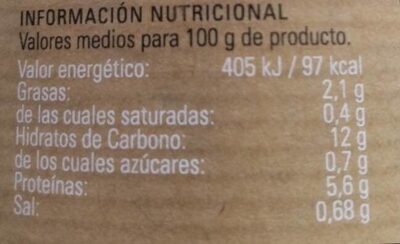 INFORMACIÓN NUTRICIONAL
Valores medios para 100 g de producto.
Valor energético: 405 kJ / 97 kcal
Grasas: 2,1 g
de las cuales saturadas: 0,4 g
Hidratos de Carbono: 12 g
de los cuales azúcares: 0,7 g
Proteínas: 5,6 g
Sal: 0,68 g